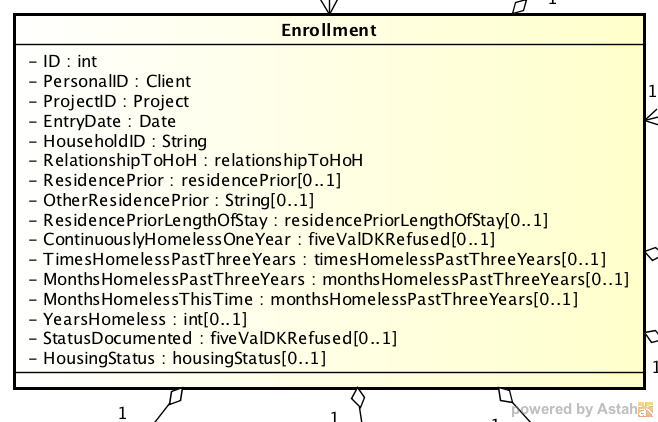 1
Enrollment
- ID : int
- PersonalID : Client
- ProjectID : Project
1
- EntryDate : Date
- HouseholdID : String
- RelationshipToHoH : relationshipToHoH
- ResidencePrior : residencePrior[0..1]
- OtherResidencePrior : String[0..1]
- ResidencePriorLengthOfStay : residencePriorLengthOfStay[0..1]
- ContinuouslyHomelessOneYear : fiveValDKRefused[0..1]
- TimesHomelessPastThreeYears : timesHomelessPastThreeYears[0..1]
- MonthsHomelessPastThreeYears : monthsHomelessPastThreeYears[0..1]
- MonthsHomelessThisTime : monthsHomelessPastThreeYears[0..1]
- YearsHomeless : int[0..1]
- StatusDocumented : fiveValDKRefused[0..1]
- HousingStatus : housingStatus[0..1]
1
1
1
1
powered by Astah